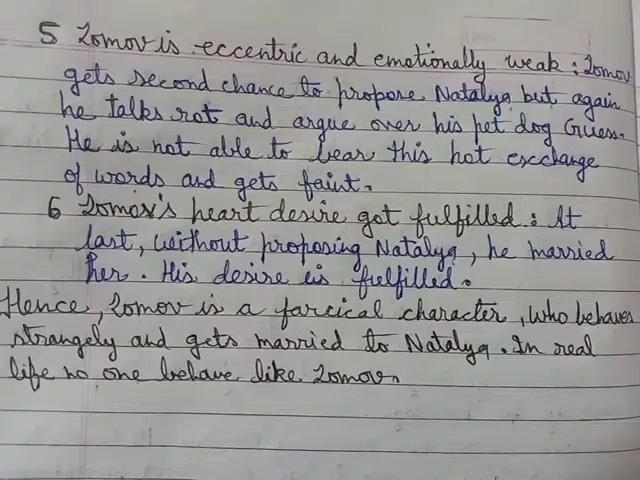 5 Lomov is eccentric and emotionally weak : Lomov
gets second chance to propose Natalya but again
he talks rot and argue over his pet dog Guess.
He is not able to bear this hot exchange
of words and gets faint.
6 Lomov's heart desire got fulfilled : At
last, without proposing Natalya, he married
her. His desire is fulfilled.
Hence, Lomov is a farcical character, who behaves
strangely and gets married to Natalya. In real
life no one behave like Lomov.